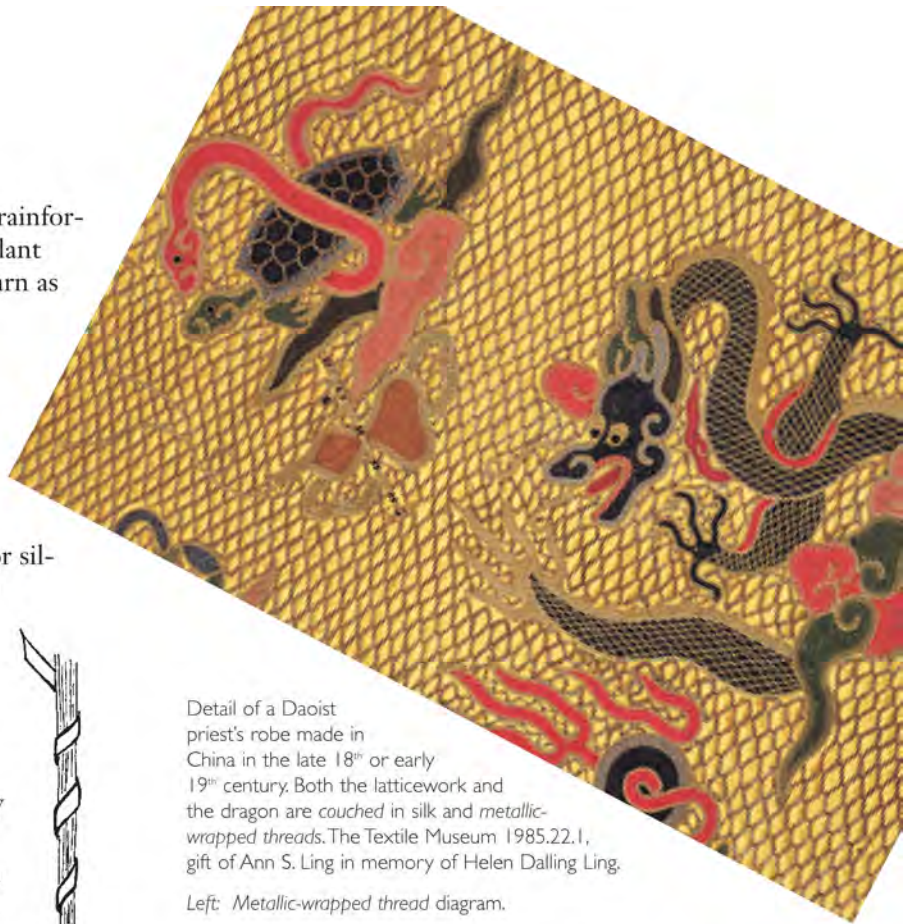 rainfor-
lant
arn as
or sil-
Detail of a Daoist
priest's robe made in
China in the late 18th or early
19th century. Both the latticework and
the dragon are couched in silk and metallic-
wrapped threads. The Textile Museum 1985.22.1,
gift of Ann S. Ling in memory of Helen Dalling Ling.
Left: Metallic-wrapped thread diagram.